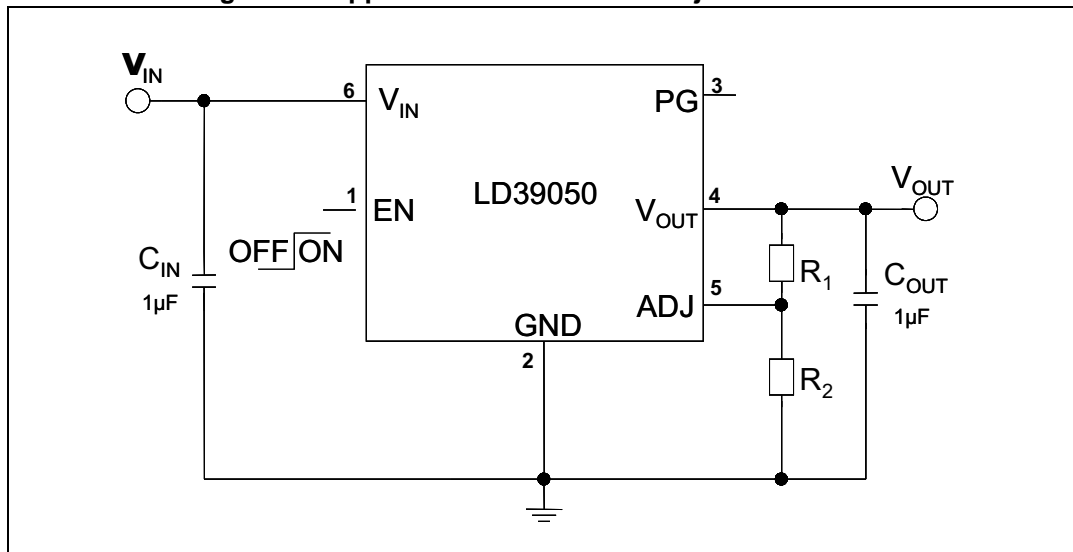 V_IN
6
V_IN
PG
3
1
EN
LD39050
V_OUT
4
V_OUT
OFF ON
C_IN
1µF
R_1
C_OUT
1µF
ADJ
5
GND
2
R_2